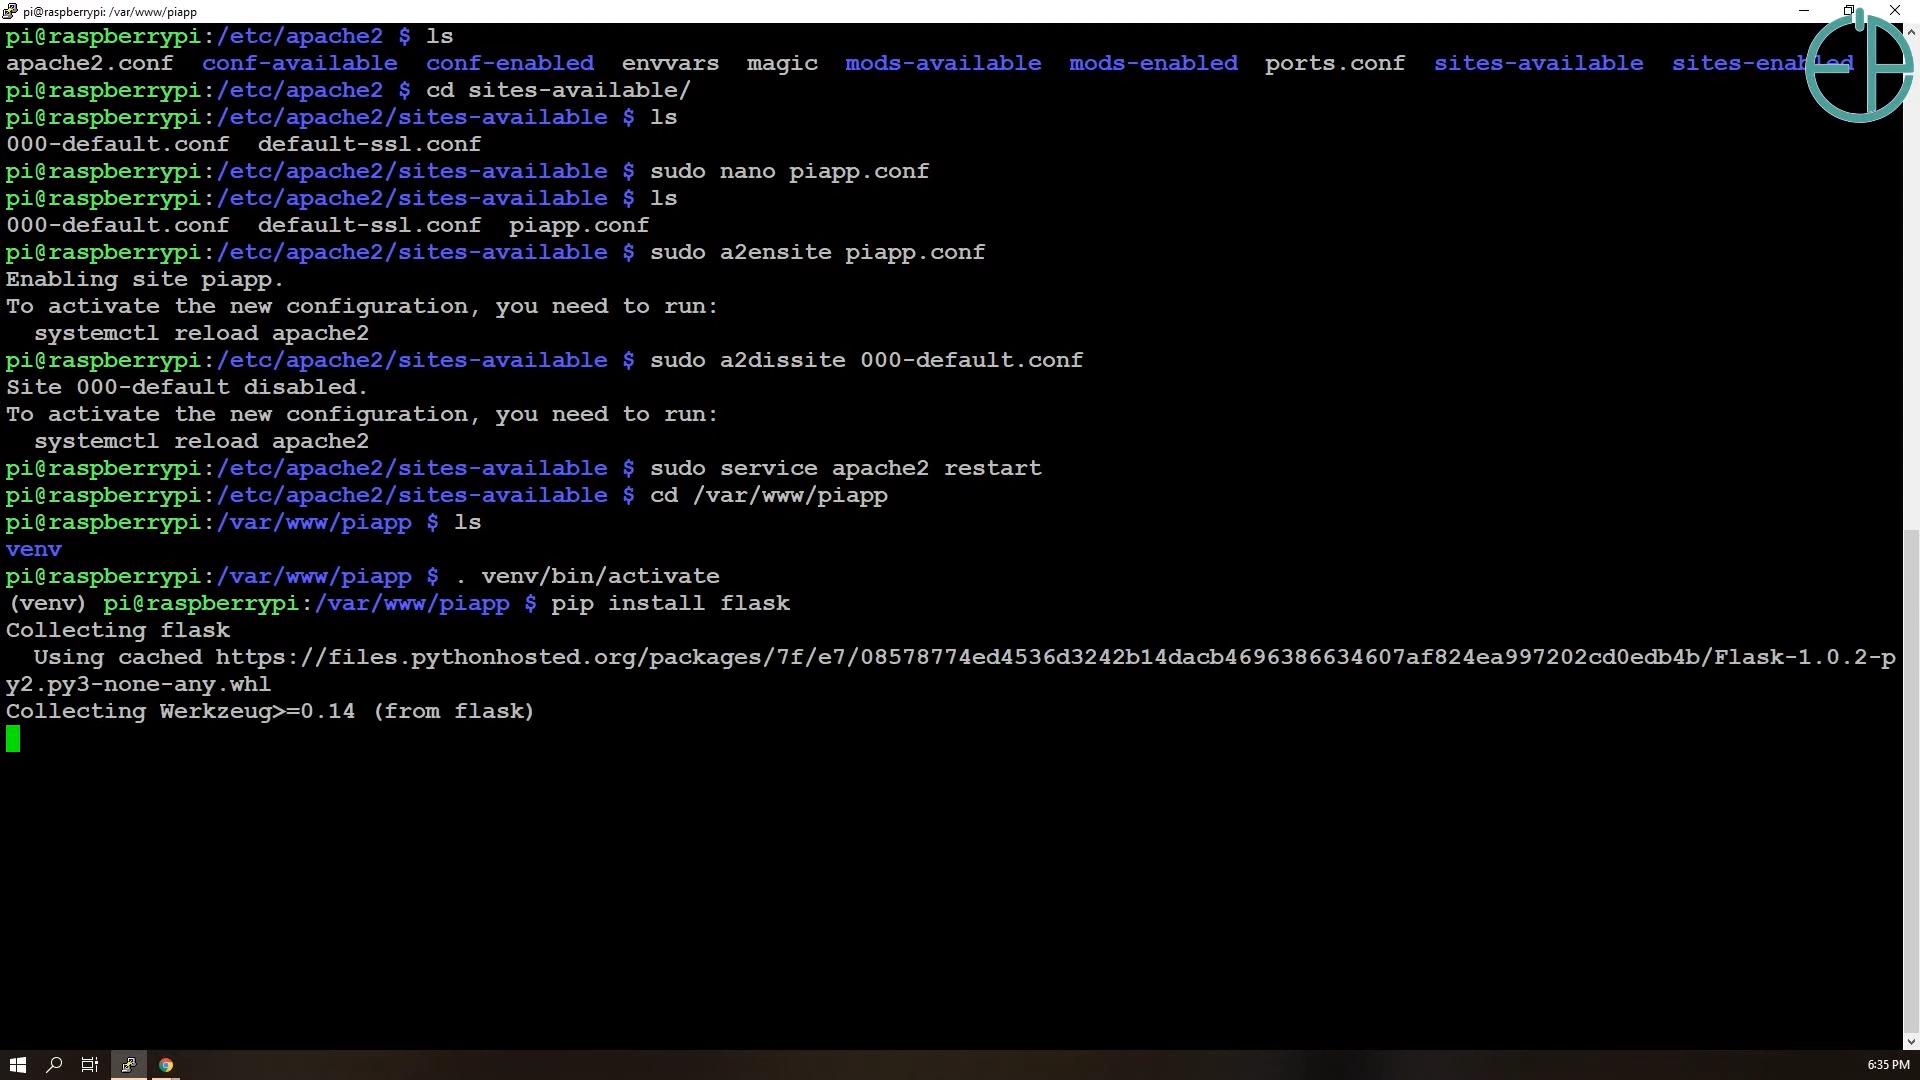 pi@raspberrypi: /var/www/piapp
pi@raspberrypi:/etc/apache2 $ ls
apache2.conf  conf-available  conf-enabled  envvars  magic  mods-available  mods-enabled  ports.conf  sites-available  sites-enabled
pi@raspberrypi:/etc/apache2 $ cd sites-available/
pi@raspberrypi:/etc/apache2/sites-available $ ls
000-default.conf  default-ssl.conf
pi@raspberrypi:/etc/apache2/sites-available $ sudo nano piapp.conf
pi@raspberrypi:/etc/apache2/sites-available $ ls
000-default.conf  default-ssl.conf  piapp.conf
pi@raspberrypi:/etc/apache2/sites-available $ sudo a2ensite piapp.conf
Enabling site piapp.
To activate the new configuration, you need to run:
  systemctl reload apache2
pi@raspberrypi:/etc/apache2/sites-available $ sudo a2dissite 000-default.conf
Site 000-default disabled.
To activate the new configuration, you need to run:
  systemctl reload apache2
pi@raspberrypi:/etc/apache2/sites-available $ sudo service apache2 restart
pi@raspberrypi:/etc/apache2/sites-available $ cd /var/www/piapp
pi@raspberrypi:/var/www/piapp $ ls
venv
pi@raspberrypi:/var/www/piapp $ . venv/bin/activate
(venv) pi@raspberrypi:/var/www/piapp $ pip install flask
Collecting flask
  Using cached https://files.pythonhosted.org/packages/7f/e7/08578774ed4536d3242b14dacb4696386634607af824ea997202cd0edb4b/Flask-1.0.2-p
y2.py3-none-any.whl
Collecting Werkzeug>=0.14 (from flask)
6:35 PM